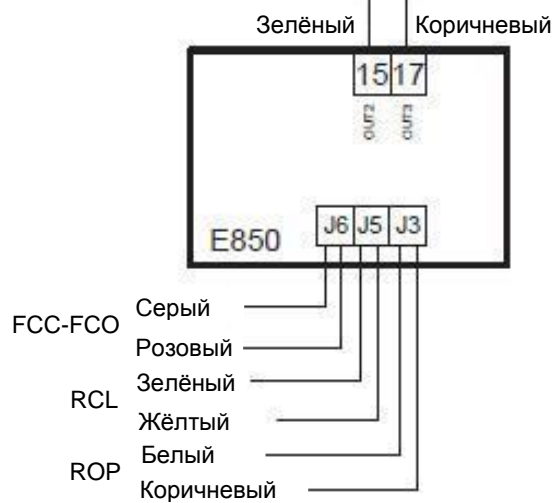 Зелёный Коричневый
15 17
OUT2 OUT3
J6 J5 J3
E850
Серый
FCC-FCO
Розовый
Зелёный
RCL
Жёлтый
Белый
ROP
Коричневый